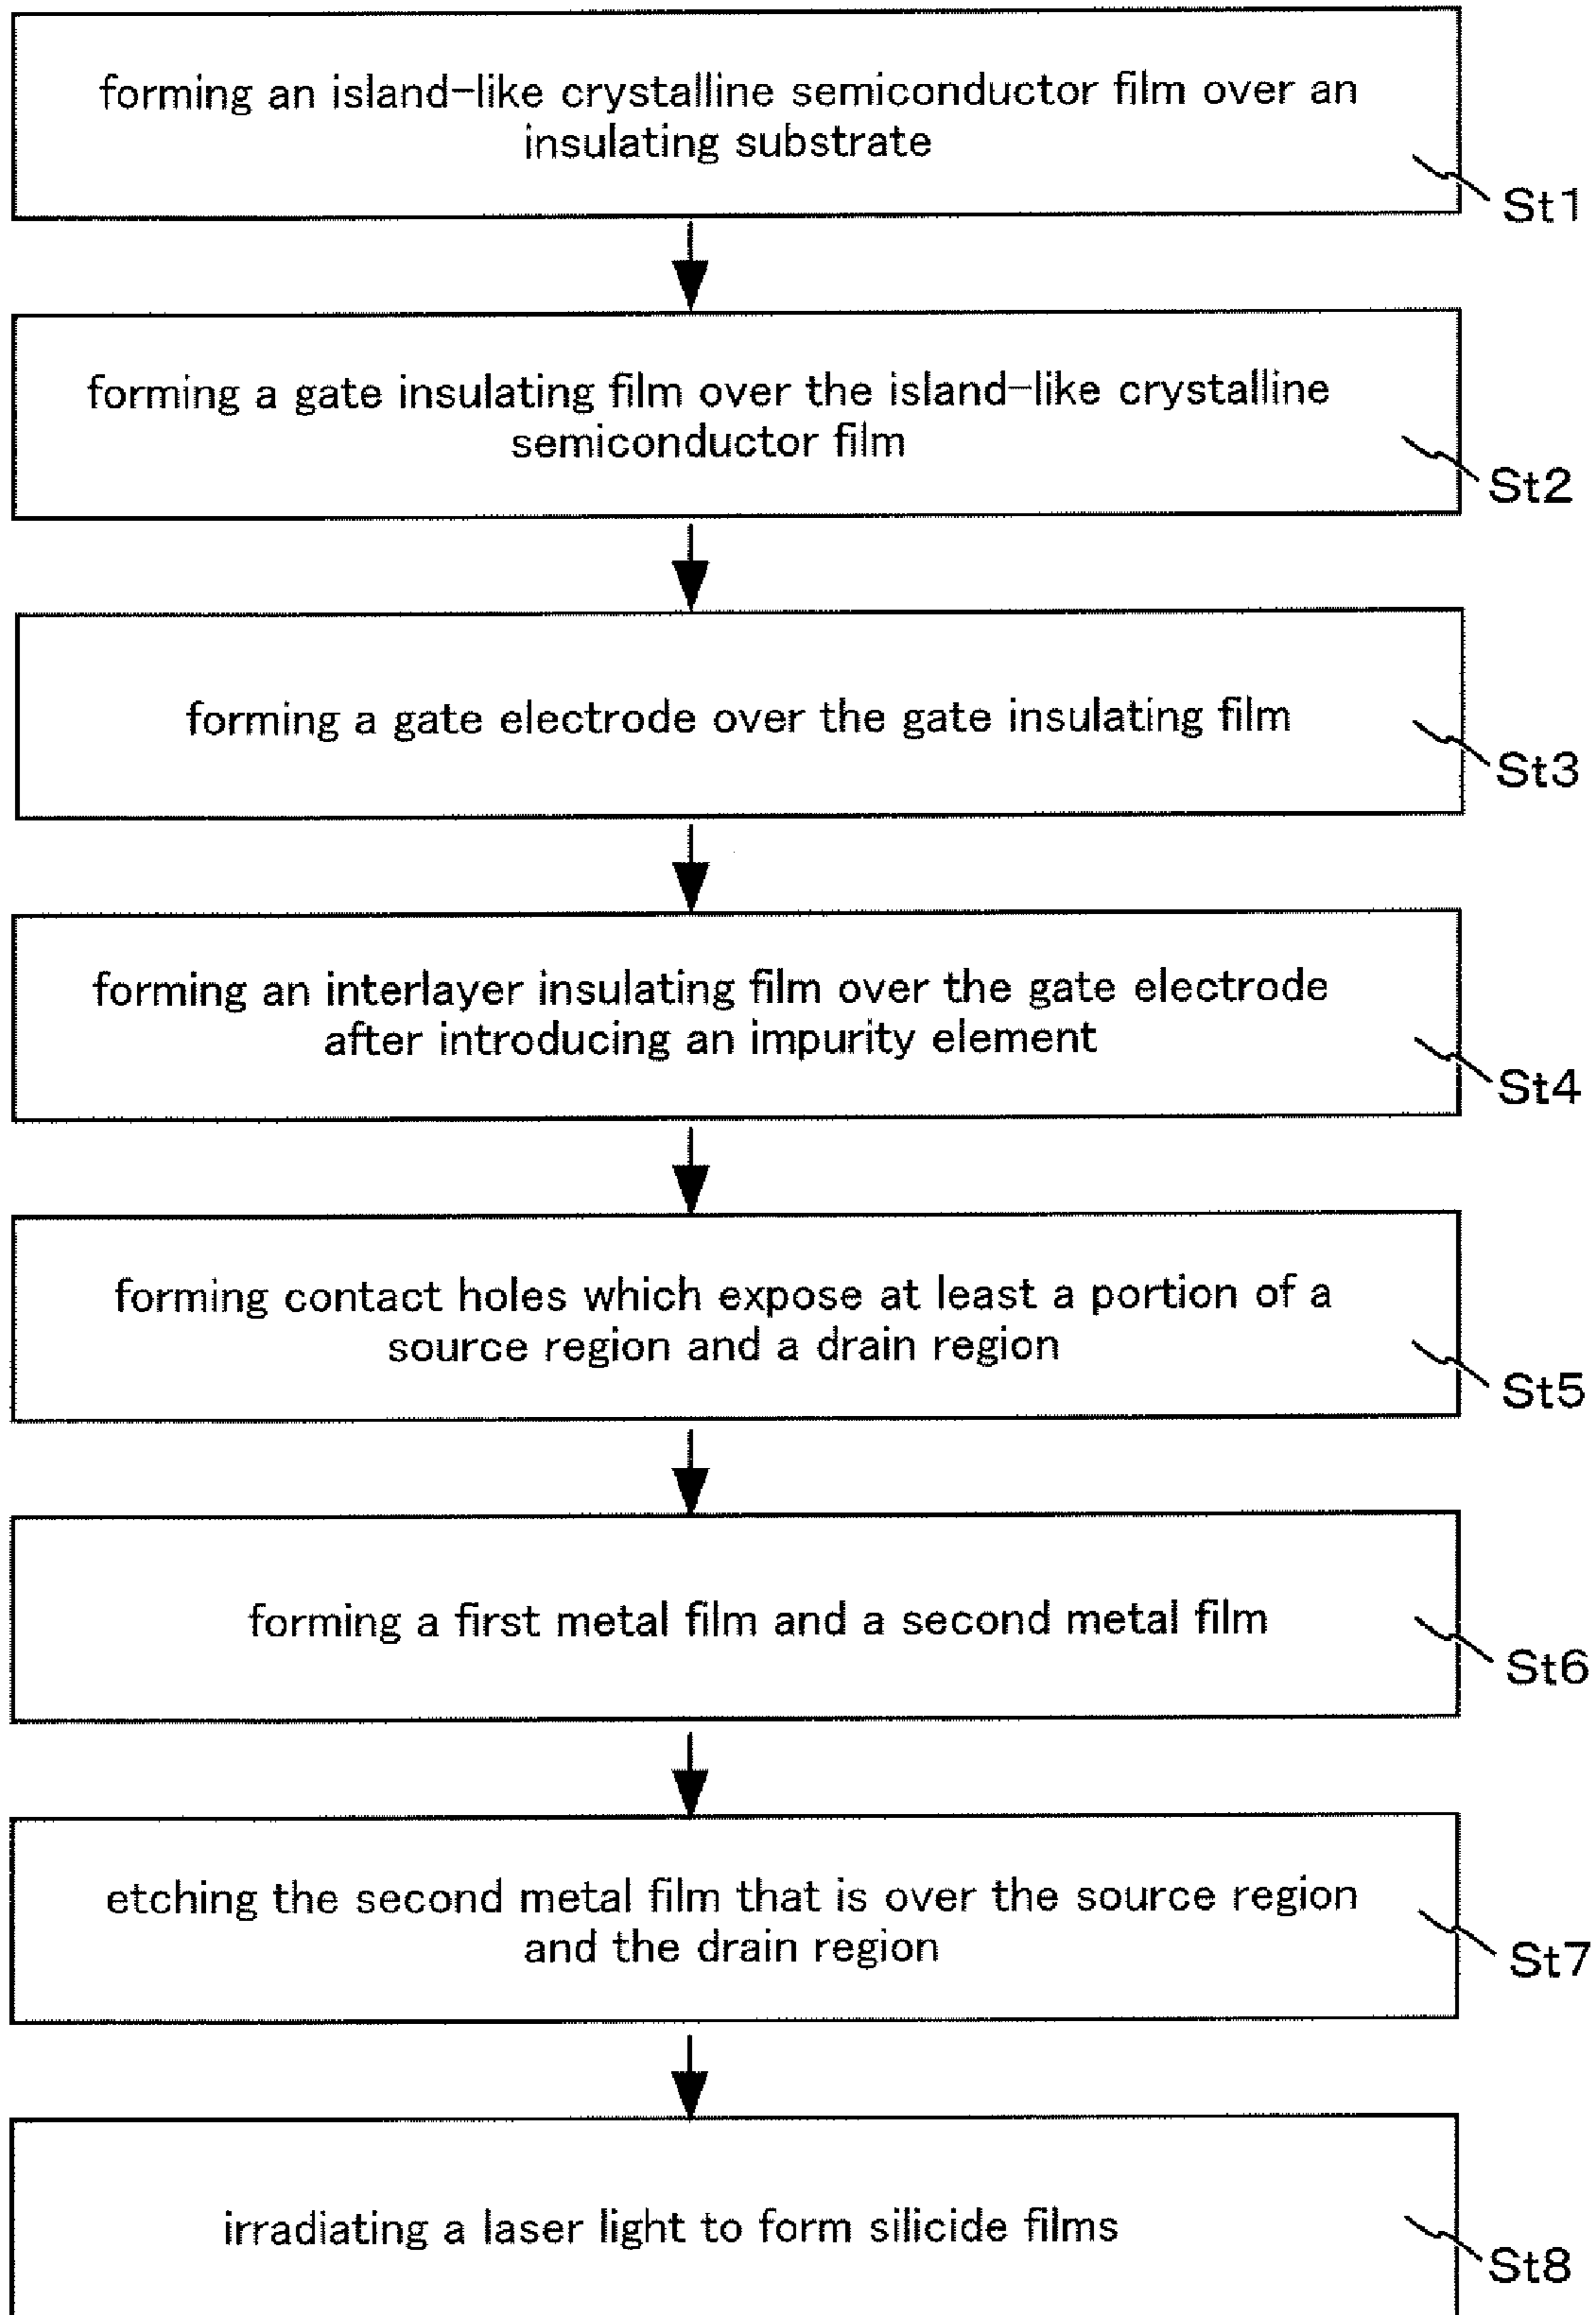 forming an island-like crystalline semiconductor film over an
insulating substrate
St1
forming a gate insulating film over the island-like crystalline
semiconductor film
St2
forming a gate electrode over the gate insulating film
St3
forming an interlayer insulating film over the gate electrode
after introducing an impurity element
St4
forming contact holes which expose at least a portion of a
source region and a drain region
St5
forming a first metal film and a second metal film
St6
etching the second metal film that is over the source region
and the drain region
St7
irradiating a laser light to form silicide films
St8